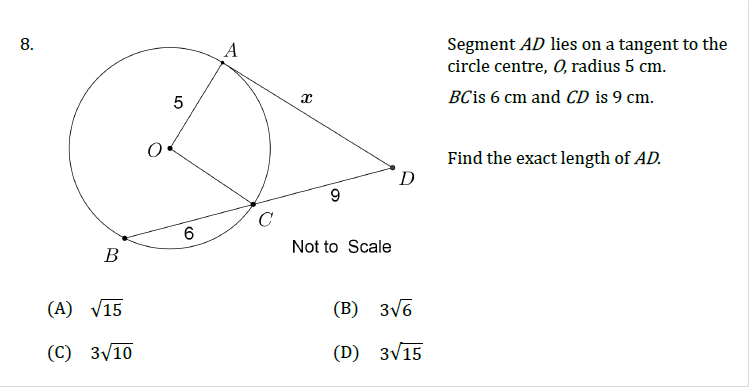 8.
Segment AD lies on a tangent to the
circle centre, O, radius 5 cm.
BC is 6 cm and CD is 9 cm.
Find the exact length of AD.
A
5
x
O
D
9
C
6
B
Not to Scale
(A) √15
(B) 3√6
(C) 3√10
(D) 3√15